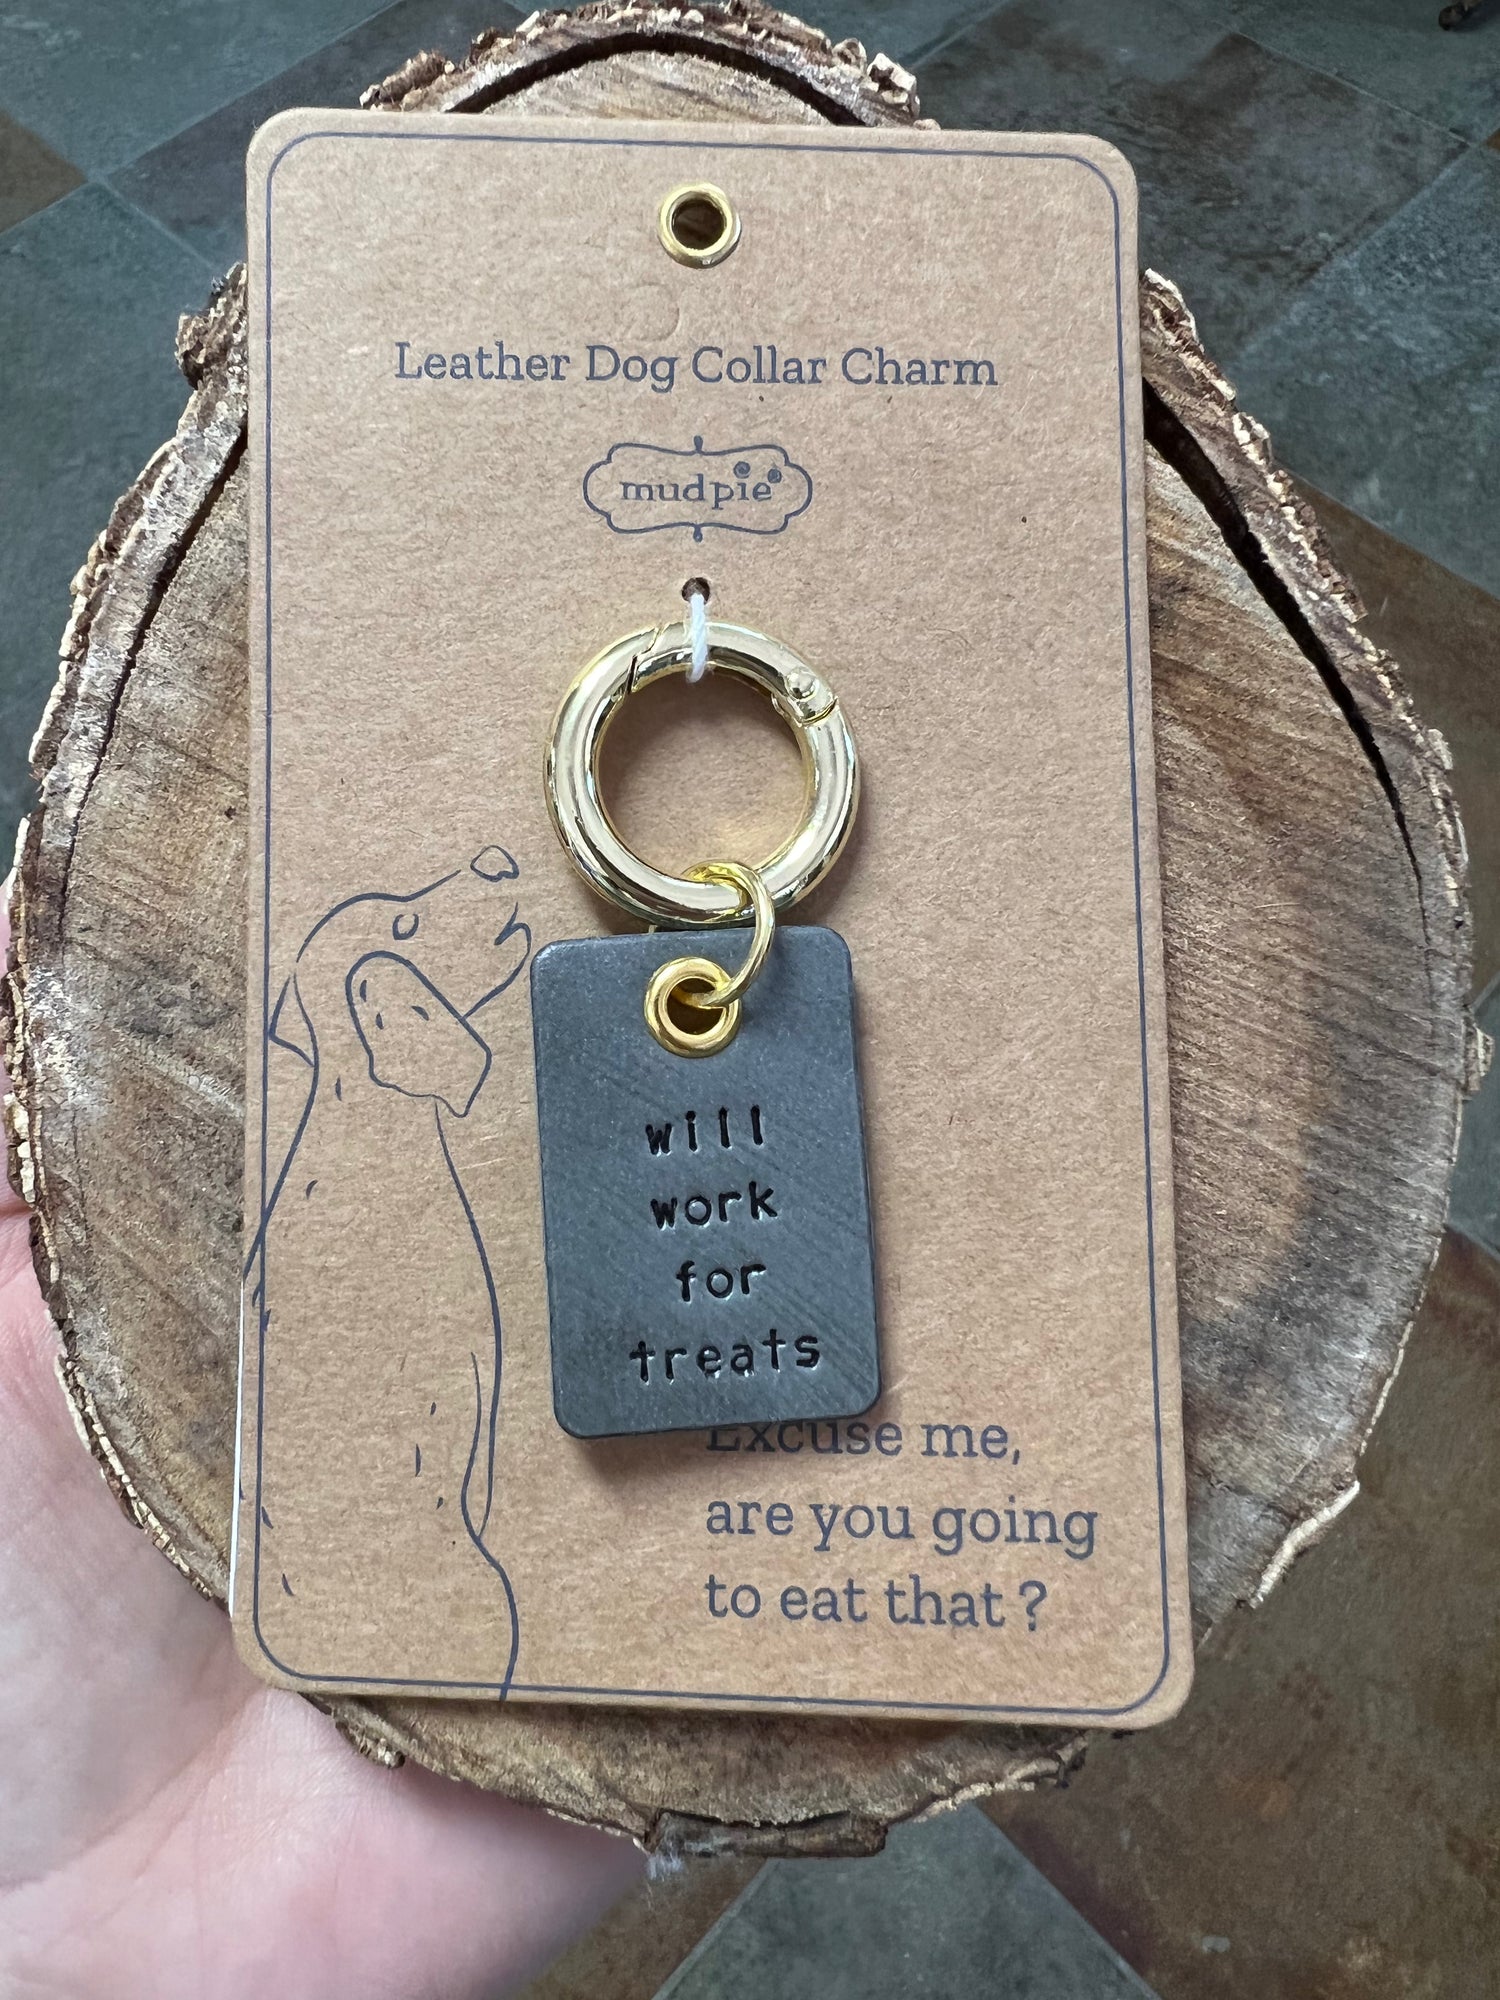 Leather Dog Collar Charm
mudpie
will
work
for
treats
Excuse me,
are you going
to eat that ?